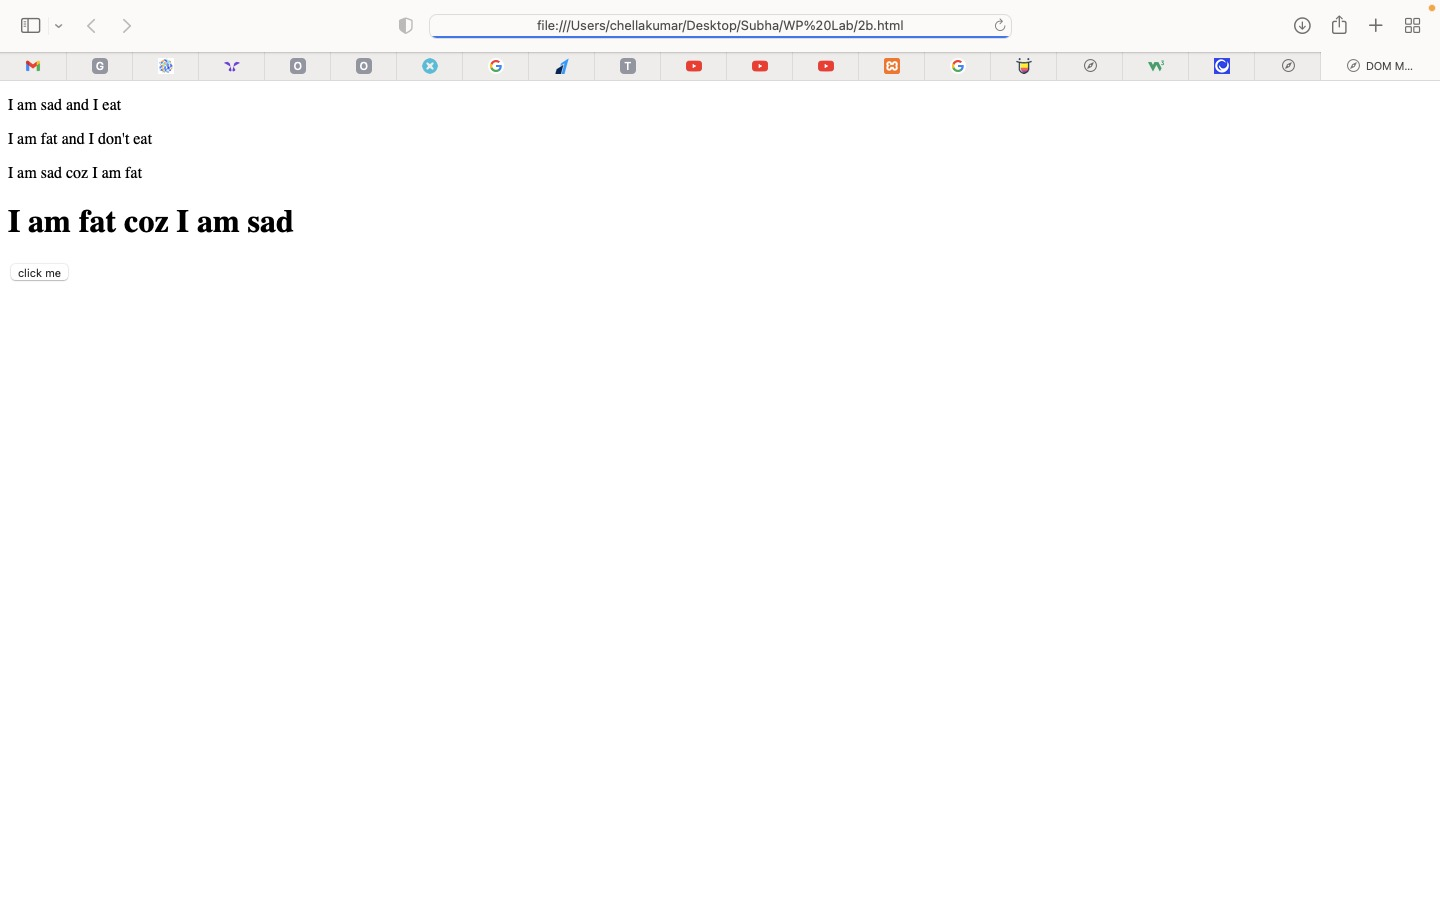 file:///Users/chellakumar/Desktop/Subha/WP%20Lab/2b.html
G
O
O
T
W3
DOM M...
I am sad and I eat
I am fat and I don't eat
I am sad coz I am fat
I am fat coz I am sad
click me